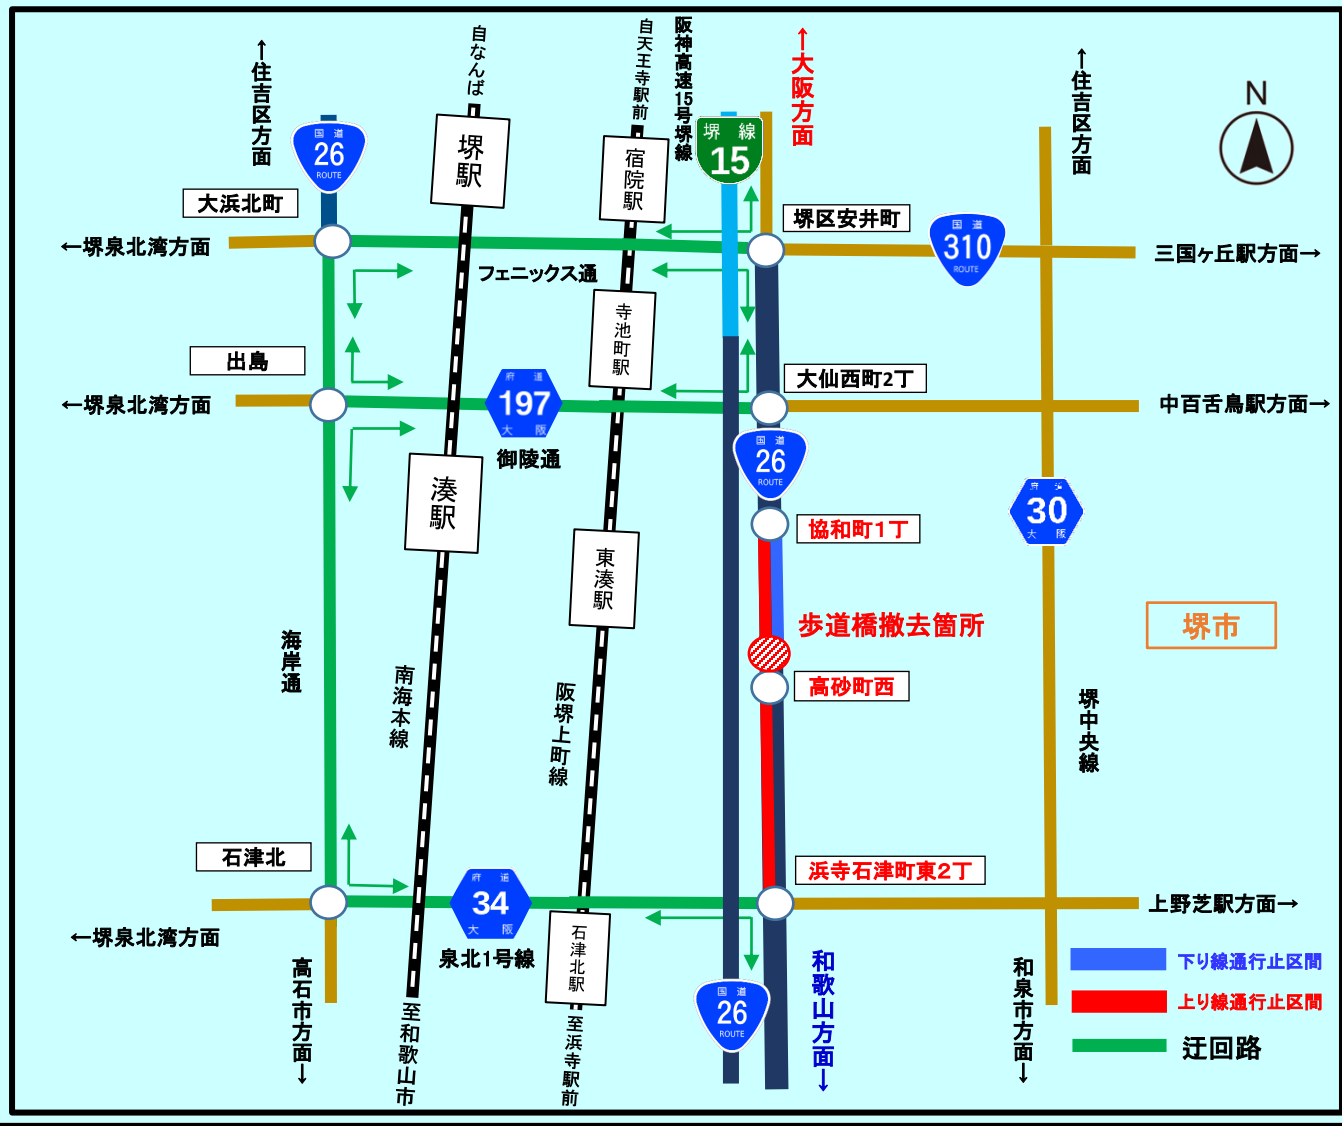 ↑住吉区方面
自なんば
自天王寺駅前
阪神高速15号堺線
↑大阪方面
↑住吉区方面
N
国道
26
ROUTE
堺駅
宿院駅
堺線
15
大浜北町
堺区安井町
国道
310
ROUTE
←堺泉北湾方面
フェニックス通
三国ヶ丘駅方面→
寺池町駅
出島
大仙西町2丁
←堺泉北湾方面
府道
197
大阪
御陵通
中百舌鳥駅方面→
国道
26
ROUTE
湊駅
東湊駅
協和町1丁
府道
30
大阪
歩道橋撤去箇所
堺市
海岸通
南海本線
阪堺上町線
高砂町西
堺中央線
石津北
浜寺石津町東2丁
府道
34
大阪
泉北1号線
石津北駅
←堺泉北湾方面
上野芝駅方面→
高石市方面↓
至和歌山市
至浜寺駅前
国道
26
ROUTE
和歌山方面↓
和泉市方面↓
下り線通行止区間
上り線通行止区間
迂回路